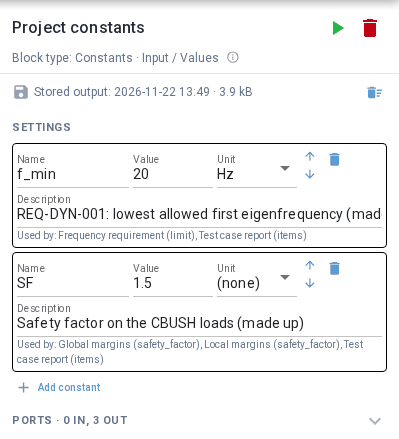 Project constants
Block type: Constants · Input / Values
Stored output: 2026-11-22 13:49 · 3.9 kB
SETTINGS
Name Value Unit
f_min 20 Hz
Description
REQ-DYN-001: lowest allowed first eigenfrequency (mad
Used by: Frequency requirement (limit), Test case report (items)
Name Value Unit
SF 1.5 (none)
Description
Safety factor on the CBUSH loads (made up)
Used by: Global margins (safety_factor), Local margins (safety_factor), Test
case report (items)
Add constant
PORTS · 0 IN, 3 OUT